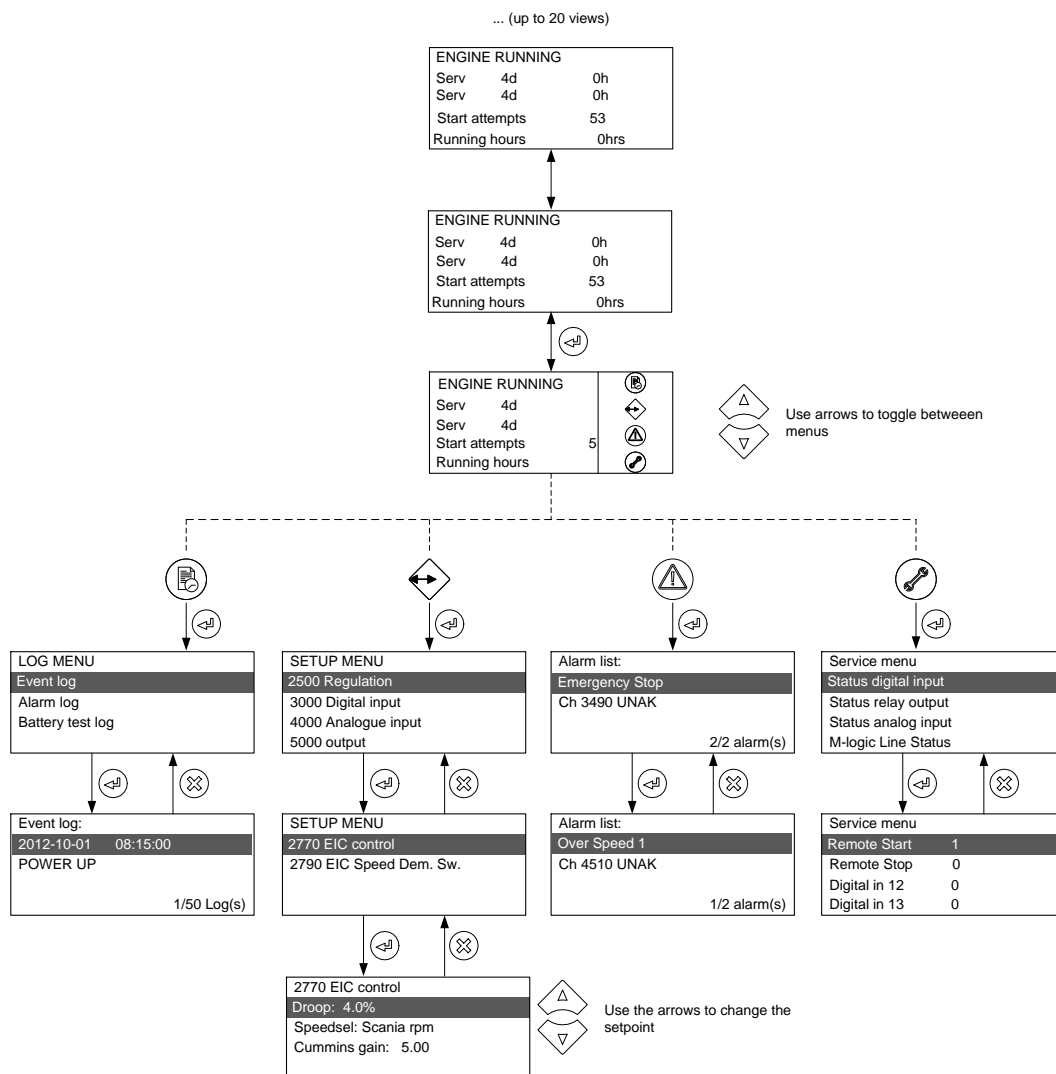 ... (up to 20 views)
ENGINE RUNNING
Serv 4d 0h
Serv 4d 0h
Start attempts 53
Running hours 0hrs
ENGINE RUNNING
Serv 4d 0h
Serv 4d 0h
Start attempts 53
Running hours 0hrs
ENGINE RUNNING
Serv 4d
Serv 4d
Start attempts 5
Running hours
Use arrows to toggle betweeen
menus
LOG MENU
Event log
Alarm log
Battery test log
SETUP MENU
2500 Regulation
3000 Digital input
4000 Analogue input
5000 output
Alarm list:
Emergency Stop
Ch 3490 UNAK
2/2 alarm(s)
Service menu
Status digital input
Status relay output
Status analog input
M-logic Line Status
Event log:
2012-10-01 08:15:00
POWER UP
1/50 Log(s)
SETUP MENU
2770 EIC control
2790 EIC Speed Dem. Sw.
Alarm list:
Over Speed 1
Ch 4510 UNAK
1/2 alarm(s)
Service menu
Remote Start 1
Remote Stop 0
Digital in 12 0
Digital in 13 0
2770 EIC control
Droop: 4.0%
Speedsel: Scania rpm
Cummins gain: 5.00
Use the arrows to change the
setpoint